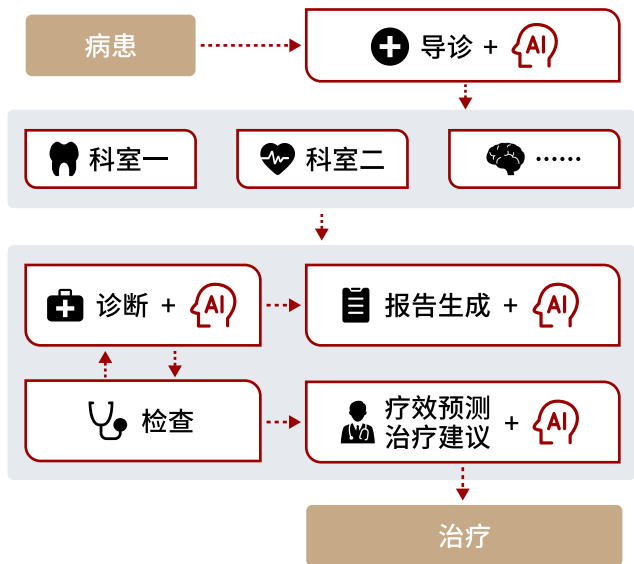 病患
导诊 + AI
科室一
科室二
······
诊断 + AI
报告生成 + AI
检查
疗效预测
治疗建议 + AI
治疗